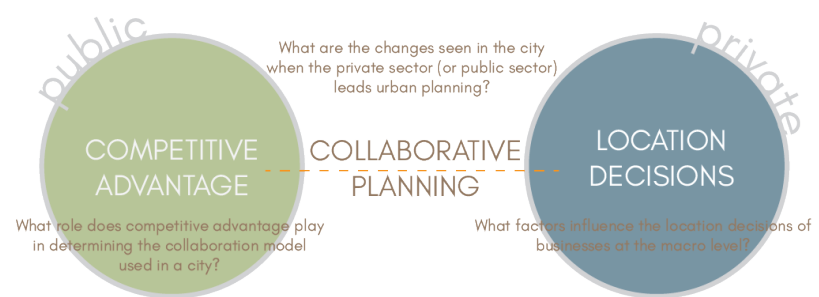 public
private
What are the changes seen in the city
when the private sector (or public sector)
leads urban planning?
COMPETITIVE
ADVANTAGE
COLLABORATIVE
PLANNING
LOCATION
DECISIONS
What role does competitive advantage play
in determining the collaboration model
used in a city?
What factors influence the location decisions of
businesses at the macro level?